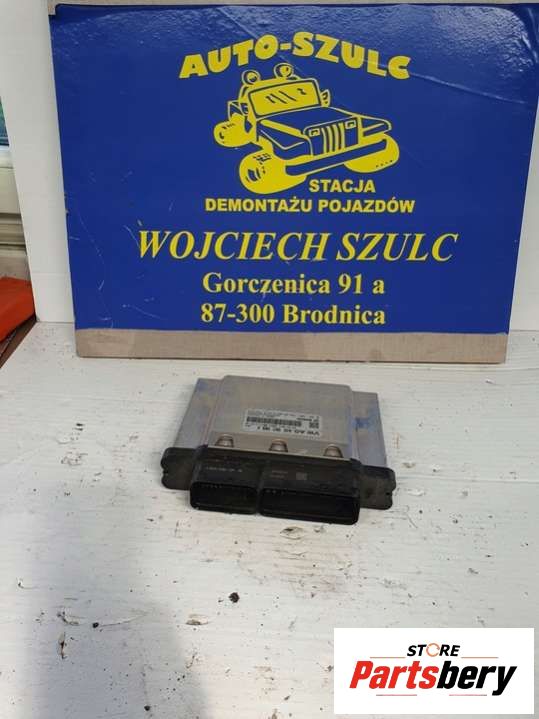 AUTO-SZULC
STACJA
DEMONTAŻU POJAZDÓW
WOJCIECH SZULC
Gorczenica 91 a
87-300 Brodnica
STORE
Partsbery